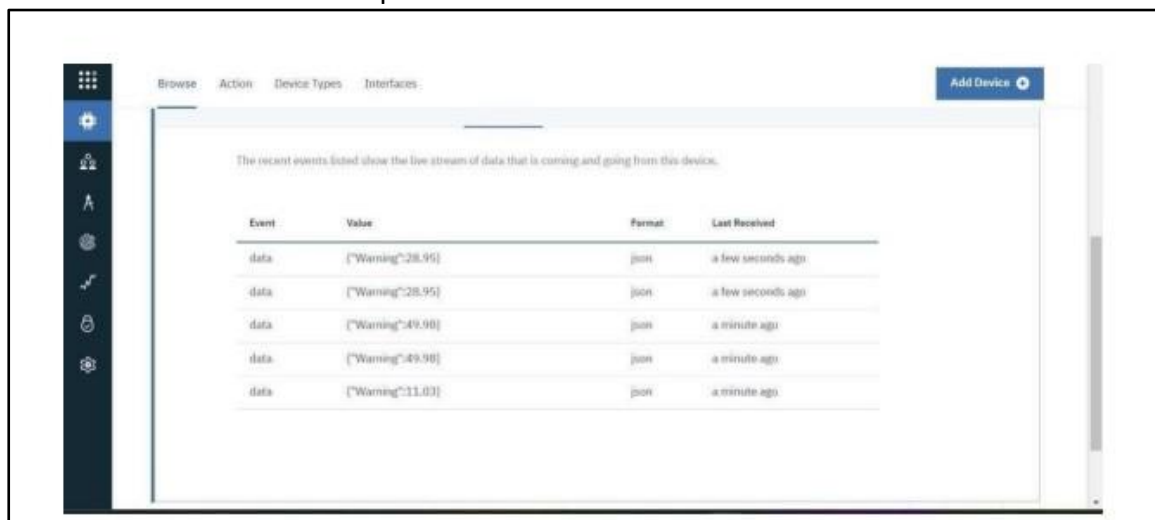 Browse Action Device Types Interfaces Add Device
The recent events listed show the live stream of data that is coming and going from this device.
Event Value Format Last Received
data {"Warning":28.95} json a few seconds ago
data {"Warning":28.95} json a few seconds ago
data {"Warning":49.98} json a minute ago
data {"Warning":49.98} json a minute ago
data {"Warning":11.03} json a minute ago